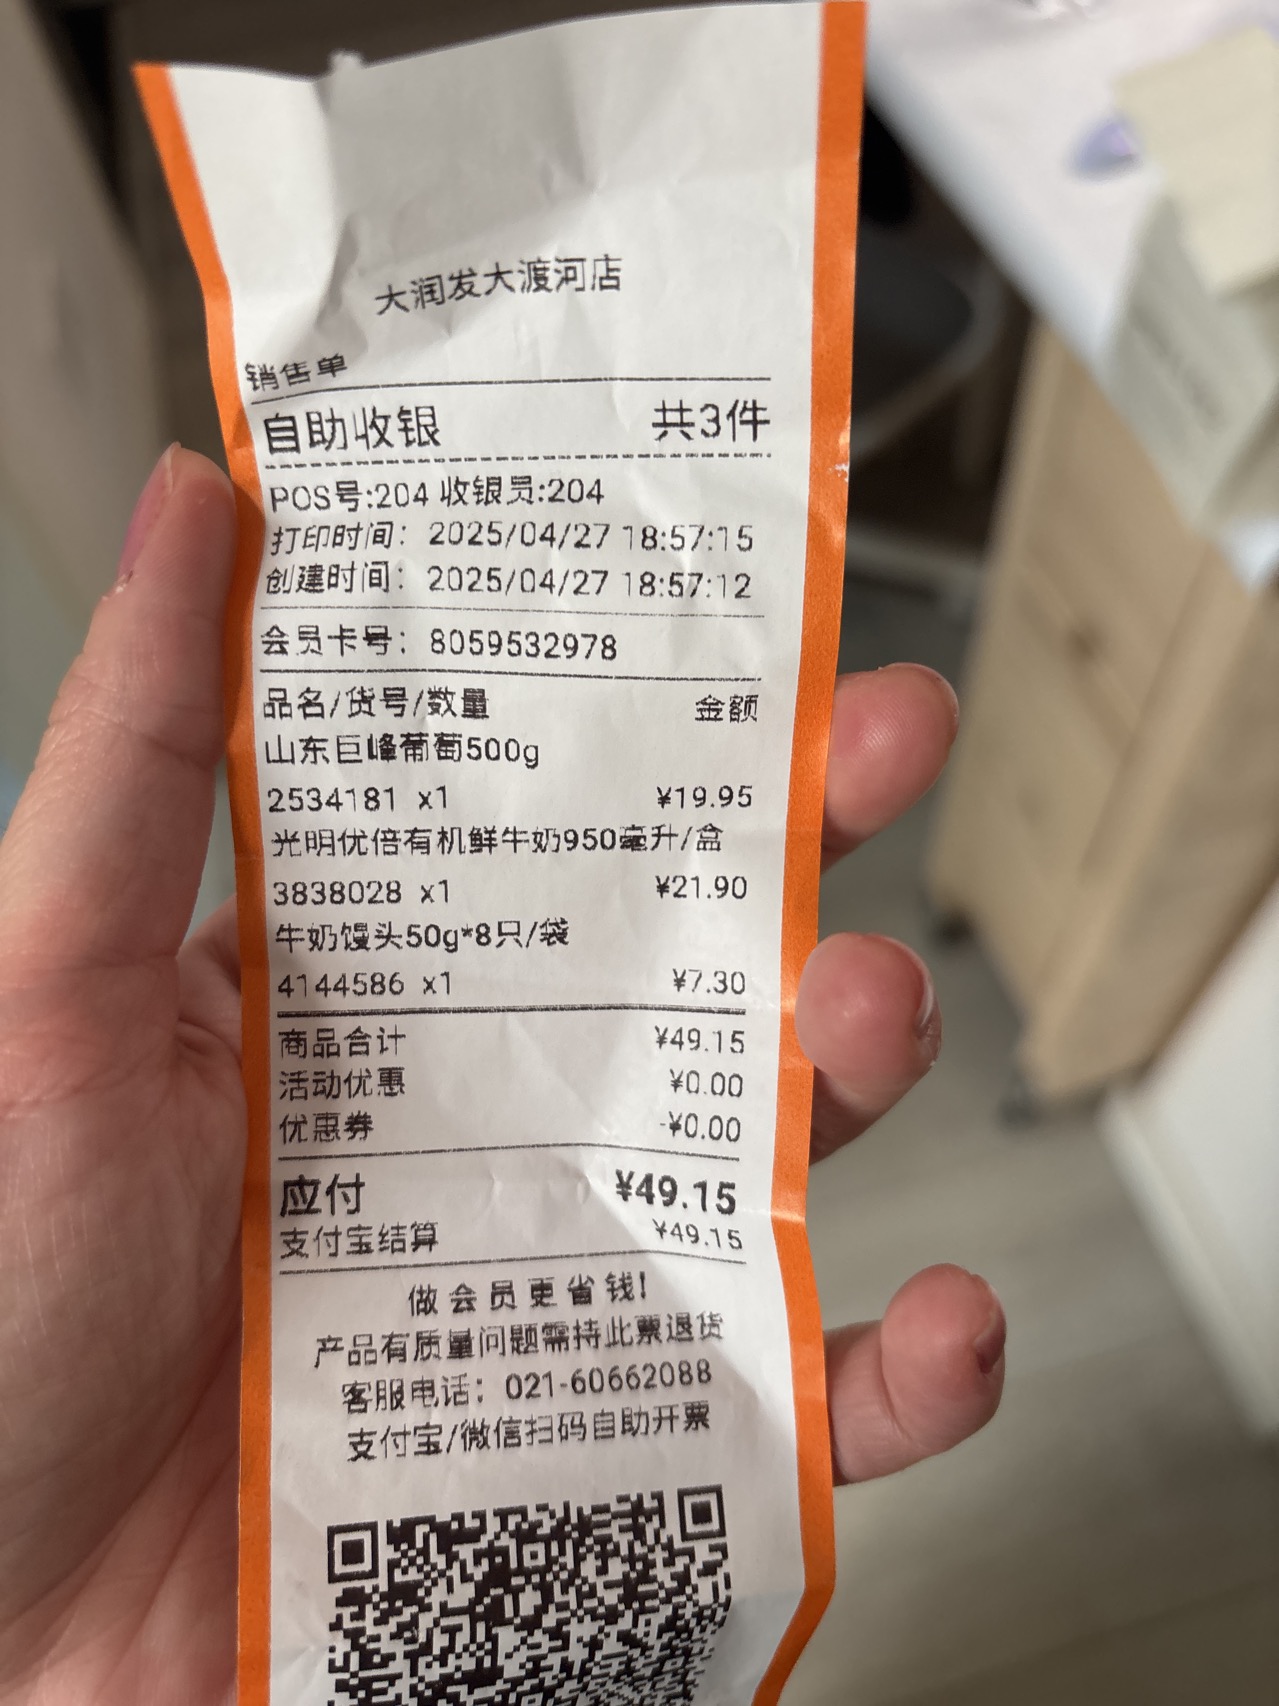 大润发大渡河店
销售单
自助收银 共3件
POS号:204 收银员:204
打印时间: 2025/04/27 18:57:15
创建时间: 2025/04/27 18:57:12
会员卡号: 8059532978
品名/货号/数量 金额
山东巨峰葡萄500g
2534181 x1 ¥19.95
光明优倍有机鲜牛奶950毫升/盒
3838028 x1 ¥21.90
牛奶馒头50g*8只/袋
4144586 x1 ¥7.30
商品合计 ¥49.15
活动优惠 ¥0.00
优惠券 -¥0.00
应付 ¥49.15
支付宝结算 ¥49.15
做会员更省钱!
产品有质量问题需持此票退货
客服电话: 021-60662088
支付宝/微信扫码自助开票